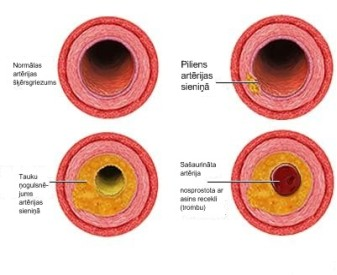 Normālas
artērijas
šķērsgriezums
Piliens
artērijas
sieniņā
Tauku
nogulsnē-
jums
artērijas
sieniņā
Sašaurināta
artērija
nosprostota ar
asins recekli
(trombu)